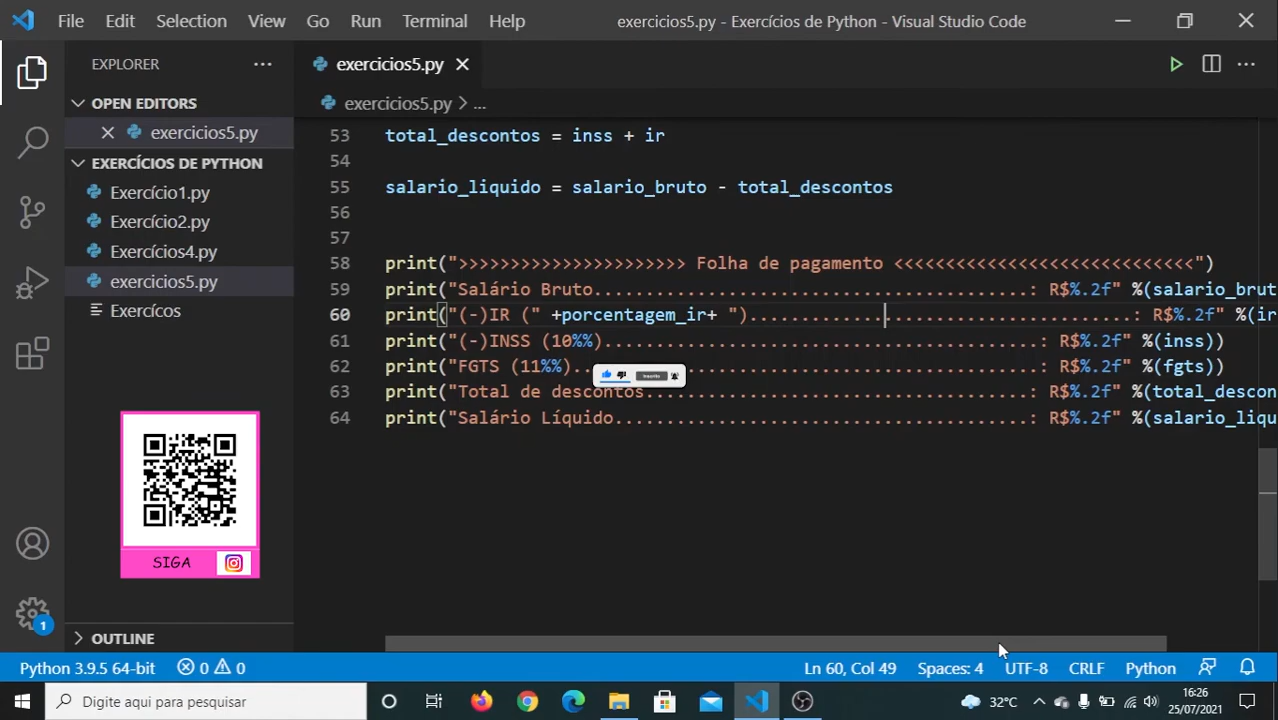 File Edit Selection View Go Run Terminal Help exercicios5.py - Exercícios de Python - Visual Studio Code
EXPLORER
exercicios5.py
OPEN EDITORS
exercicios5.py
exercicios5.py > ...
EXERCÍCIOS DE PYTHON
Exercício1.py
Exercício2.py
Exercícios4.py
exercicios5.py
Exercícos
53 total_descontos = inss + ir
54
55 salario_liquido = salario_bruto - total_descontos
56
57
58 print(">>>>>>>>>>>>>>>>>>>>>> Folha de pagamento <<<<<<<<<<<<<<<<<<<<<<<<<<<<<")
59 print("Salário Bruto..........................................: R$%.2f" %(salario_brut
60 print("(-)IR (" +porcentagem_ir+ ").....................................: R$%.2f" %(ir
61 print("(-)INSS (10%%)..........................................: R$%.2f" %(inss))
62 print("FGTS (11%%).............................................: R$%.2f" %(fgts))
63 print("Total de descontos.....................................: R$%.2f" %(total_descon
64 print("Salário Líquido........................................: R$%.2f" %(salario_liqu
SIGA
OUTLINE
1
Python 3.9.5 64-bit 0 0 Ln 60, Col 49 Spaces: 4 UTF-8 CRLF Python
Digite aqui para pesquisar
32°C
16:26
25/07/2021